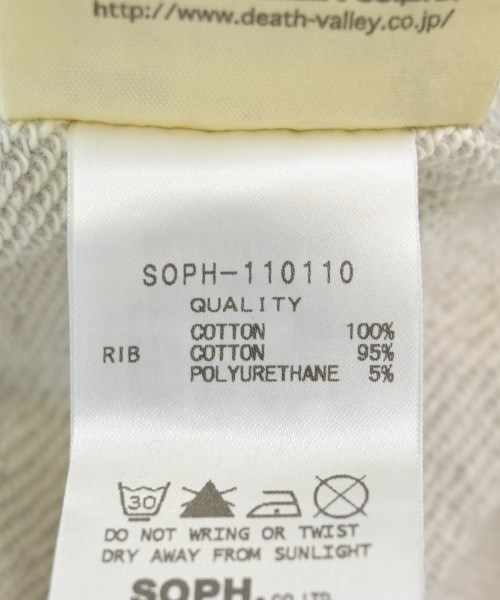 http://www.death-valley.co.jp/
SOPH-110110
QUALITY
COTTON 100%
RIB COTTON 95%
POLYURETHANE 5%
30
DO NOT WRING OR TWIST
DRY AWAY FROM SUNLIGHT
SOPH. CO.LTD.